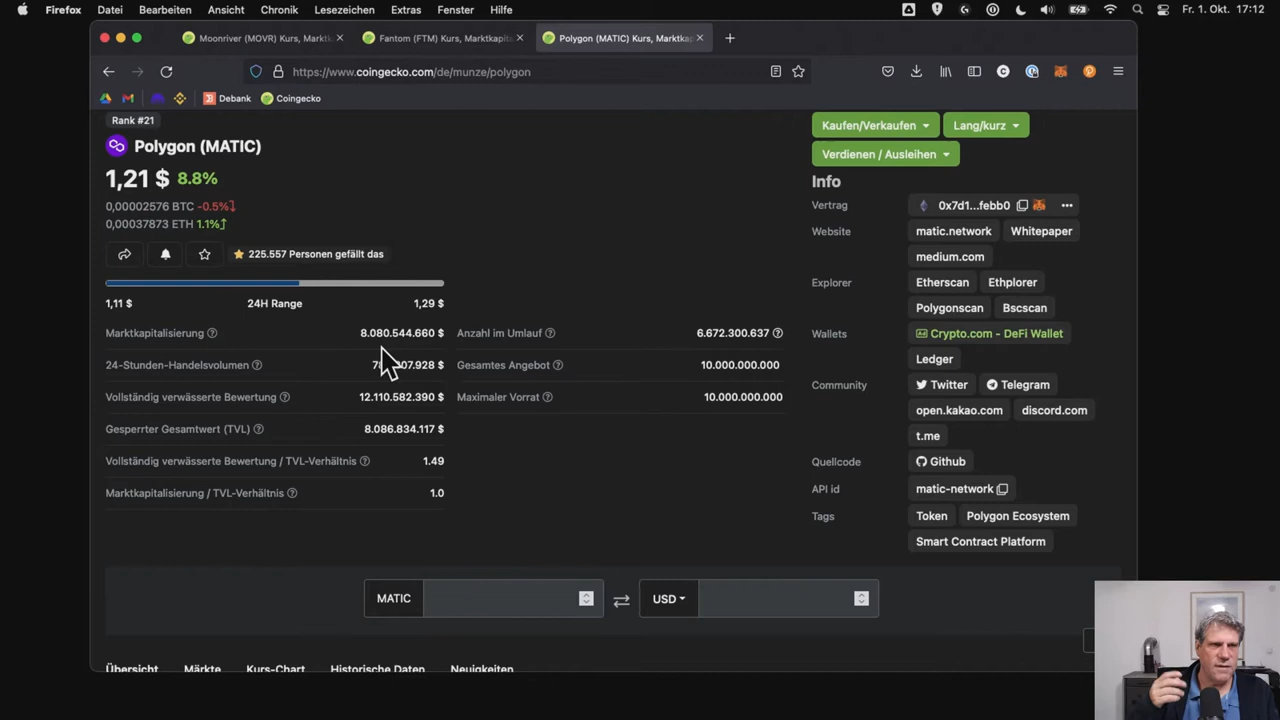 Firefox Datei Bearbeiten Ansicht Chronik Lesezeichen Extras Fenster Hilfe Fr. 1. Okt. 17:12
Moonriver (MOVR) Kurs, Marktk
Fantom (FTM) Kurs, Marktkapit
Polygon (MATIC) Kurs, Marktkap
https://www.coingecko.com/de/munze/polygon
Debank Coingecko
Rank #21
Polygon (MATIC)
1,21 $ 8.8%
0,00002576 BTC -0.5%
0,00037873 ETH 1.1%
225.557 Personen gefällt das
1,11 $ 24H Range 1,29 $
Marktkapitalisierung 8.080.544.660 $
24-Stunden-Handelsvolumen 07.928 $
Vollständig verwässerte Bewertung 12.110.582.390 $
Gesperrter Gesamtwert (TVL) 8.086.834.117 $
Vollständig verwässerte Bewertung / TVL-Verhältnis 1.49
Marktkapitalisierung / TVL-Verhältnis 1.0
Anzahl im Umlauf 6.672.300.637
Gesamtes Angebot 10.000.000.000
Maximaler Vorrat 10.000.000.000
Kaufen/Verkaufen Lang/kurz
Verdienen / Ausleihen
Info
Vertrag 0x7d1...febb0
Website matic.network Whitepaper
medium.com
Explorer Etherscan Ethplorer
Polygonscan Bscscan
Wallets Ad Crypto.com - DeFi Wallet
Ledger
Community Twitter Telegram
open.kakao.com discord.com
t.me
Quellcode Github
API id matic-network
Tags Token Polygon Ecosystem
Smart Contract Platform
MATIC USD
Übersicht Märkte Kurs-Chart Historische Daten Neuigkeiten